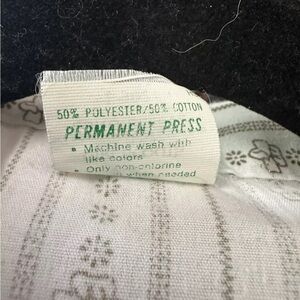 50% POLYESTER/50% COTTON
PERMANENT PRESS
• Machine wash with
like colors
• Only non-chlorine
when needed